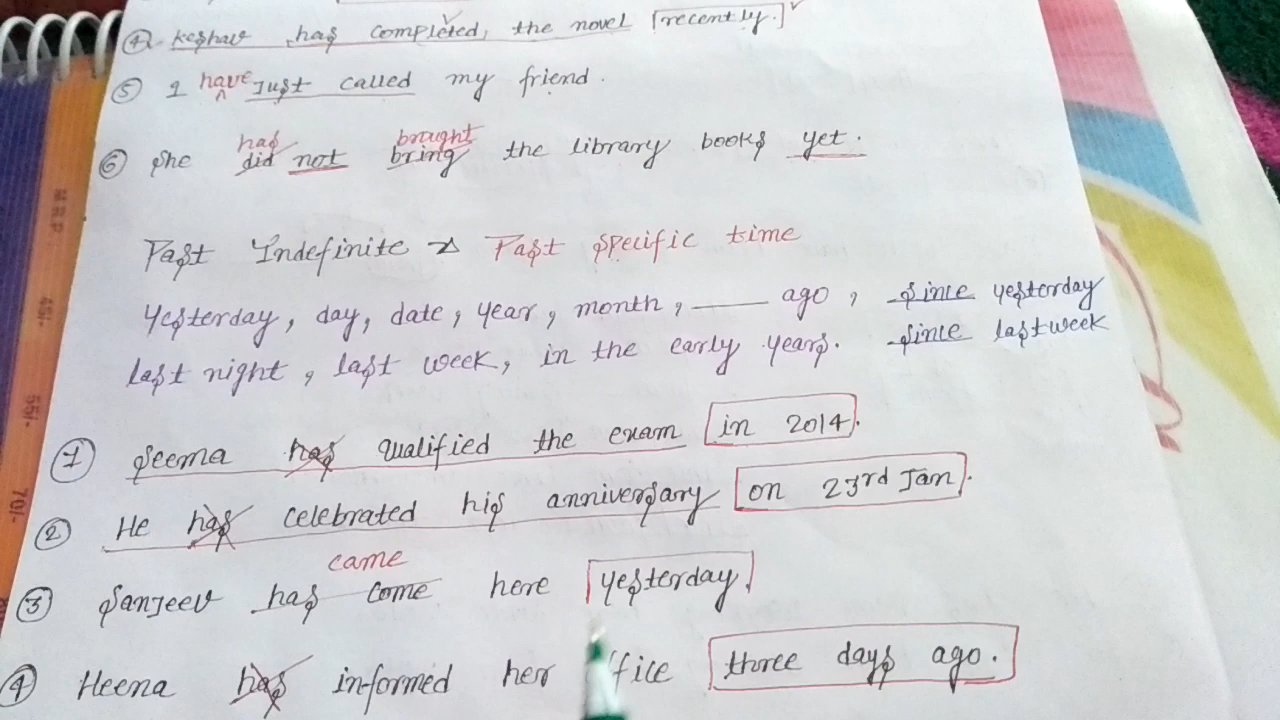 ④ Keshav has completed the novel [recently.]
⑤ I have Just called my friend.
has brought
⑥ She did not bring the library books yet.
Past Indefinite Past specific time
Yesterday, day, date, year, month, ___ ago, since yesterday
last night, last week, in the early years. since last week
① Seema has qualified the exam in 2014.
② He has celebrated his anniversary on 23rd Jan.
came
③ Sanjeev has come here yesterday.
④ Heena has informed her ffice three days ago.
M R P 45/- 55/- 70/-